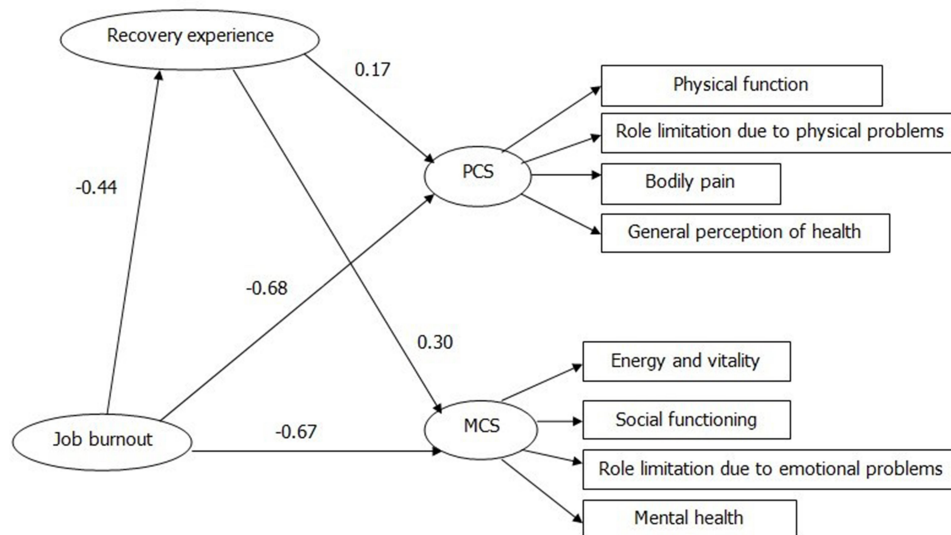 Recovery experience
0.17
Physical function
Role limitation due to physical problems
PCS
Bodily pain
-0.44
General perception of health
-0.68
0.30
Energy and vitality
Social functioning
Job burnout
-0.67
MCS
Role limitation due to emotional problems
Mental health